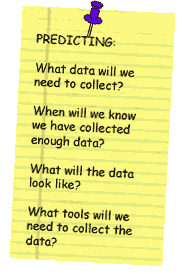 PREDICTING:
What data will we
need to collect?
When will we know
we have collected
enough data?
What will the data
look like?
What tools will we
need to collect the
data?